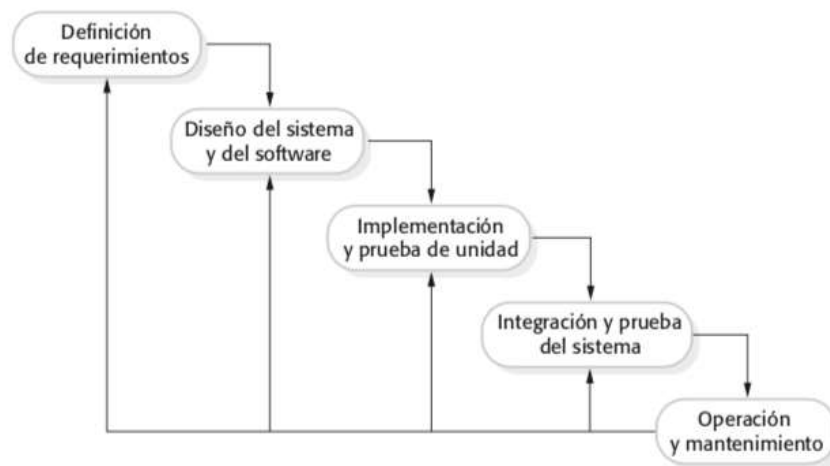 Definición
de requerimientos
Diseño del sistema
y del software
Implementación
y prueba de unidad
Integración y prueba
del sistema
Operación
y mantenimiento